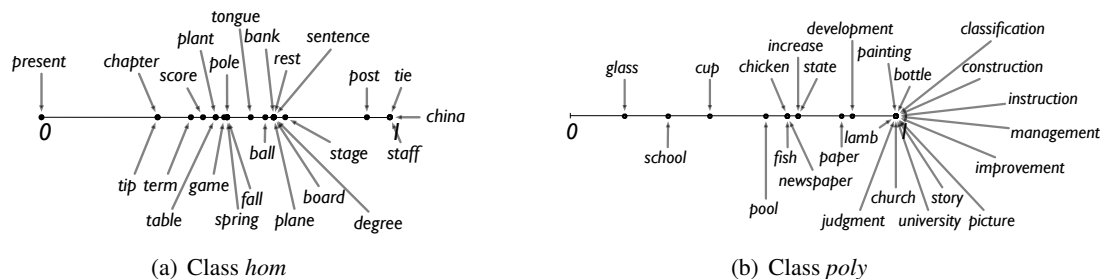 tongue
development
classification
plant
bank
sentence
increase
painting
present
chapter
score
pole
rest
post
tie
glass
cup
chicken
state
bottle
construction
china
instruction
0
1
0
1
management
tip
term
game
fall
ball
stage
staff
school
fish
paper
lamb
improvement
table
spring
plane
board
degree
pool
newspaper
judgment
church
university
story
picture
(a) Class hom
(b) Class poly